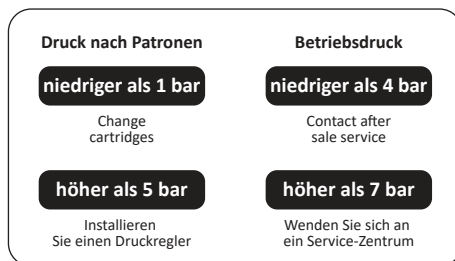 Druck nach Patronen
niedriger als 1 bar
Change
cartridges
höher als 5 bar
Installieren
Sie einen Druckregler
Betriebsdruck
niedriger als 4 bar
Contact after
sale service
höher als 7 bar
Wenden Sie sich an
ein Service-Zentrum